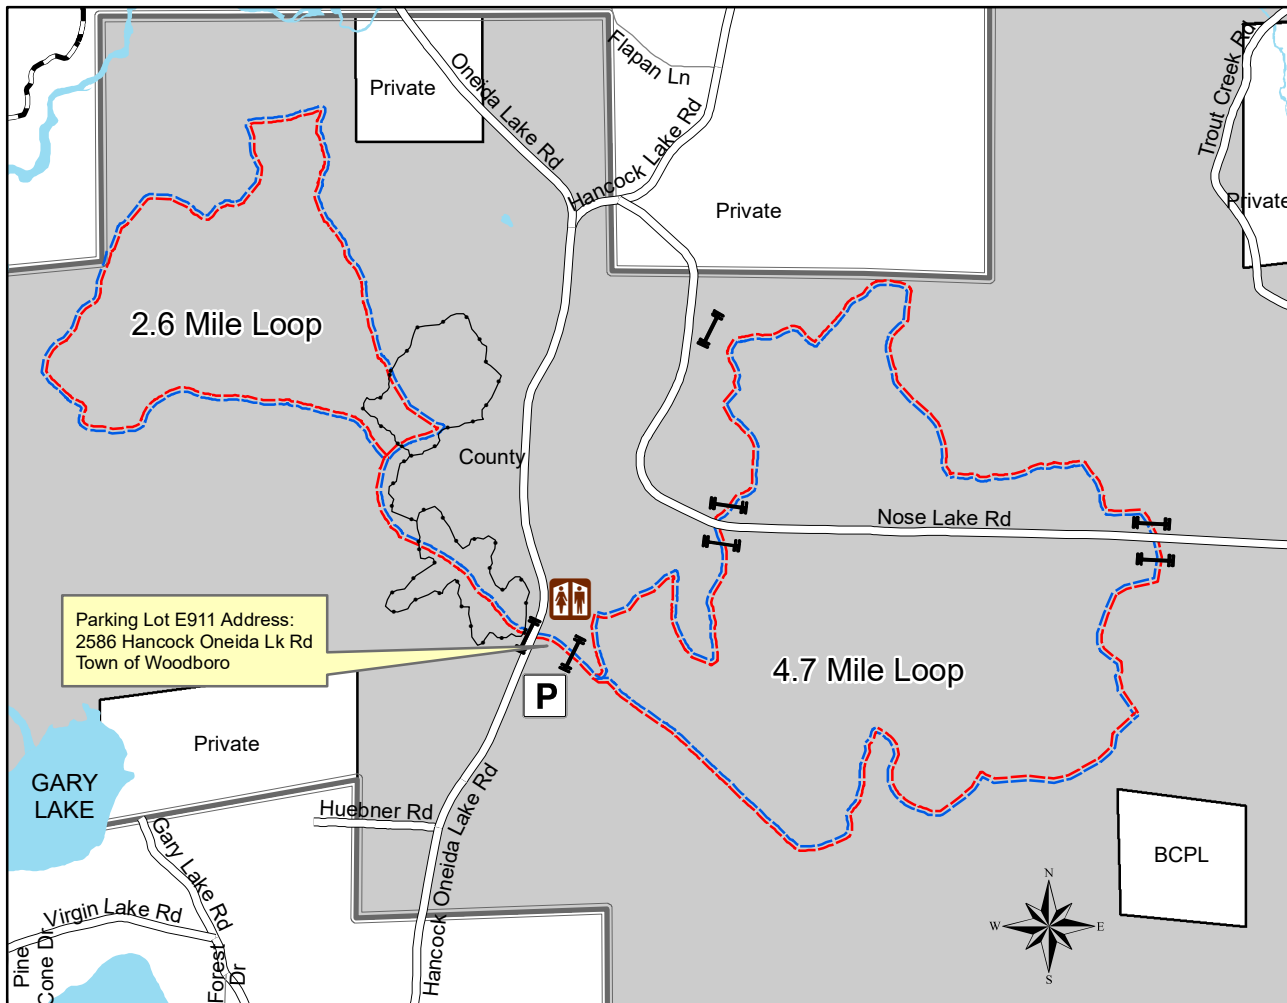 Flapan Ln
Oneida Lake Rd
Private
Trout Creek Rd
Hancock Lake Rd
Private
Private
2.6 Mile Loop
County
Nose Lake Rd
Parking Lot E911 Address:
2586 Hancock Oneida Lk Rd
Town of Woodboro
4.7 Mile Loop
P
Private
GARY
LAKE
Huebner Rd
Hancock Oneida Lake Rd
Gary Lake Rd
Virgin Lake Rd
Pine
Cone Dr
Forest
Dr
BCPL
N
W
E
S